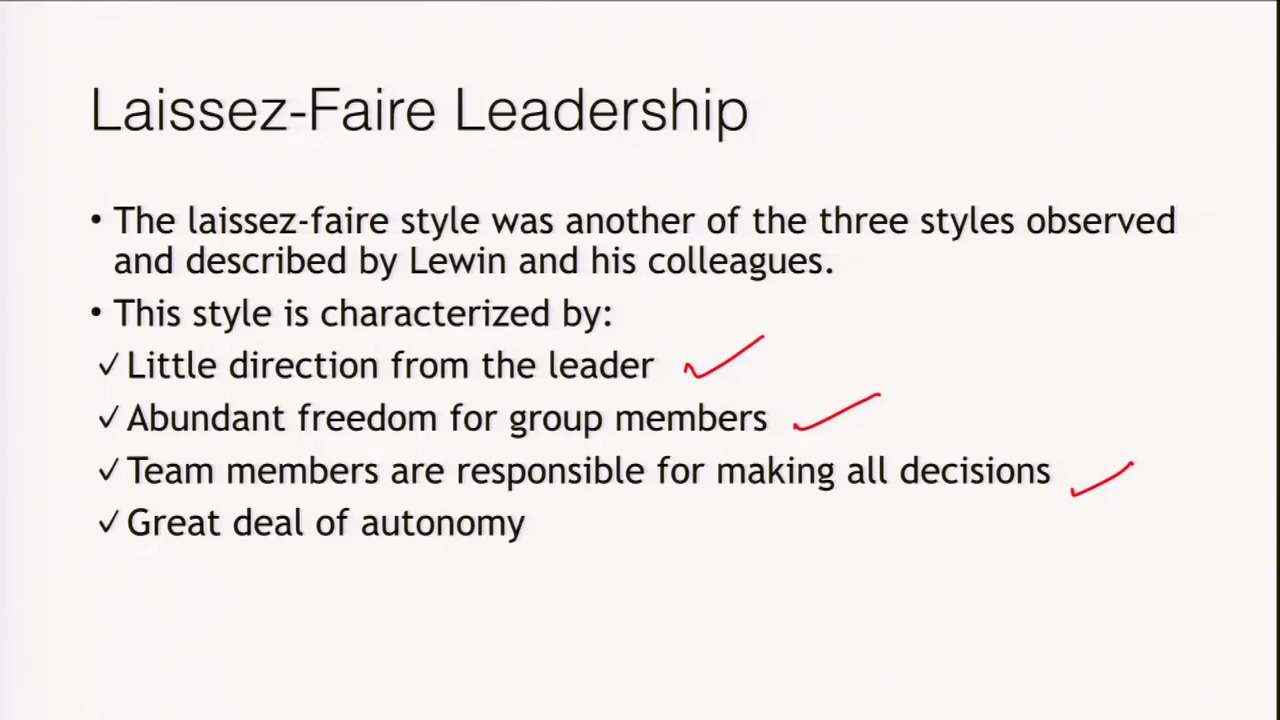 Laissez-Faire Leadership
• The laissez-faire style was another of the three styles observed
and described by Lewin and his colleagues.
• This style is characterized by:
✓ Little direction from the leader
✓ Abundant freedom for group members
✓ Team members are responsible for making all decisions
✓ Great deal of autonomy